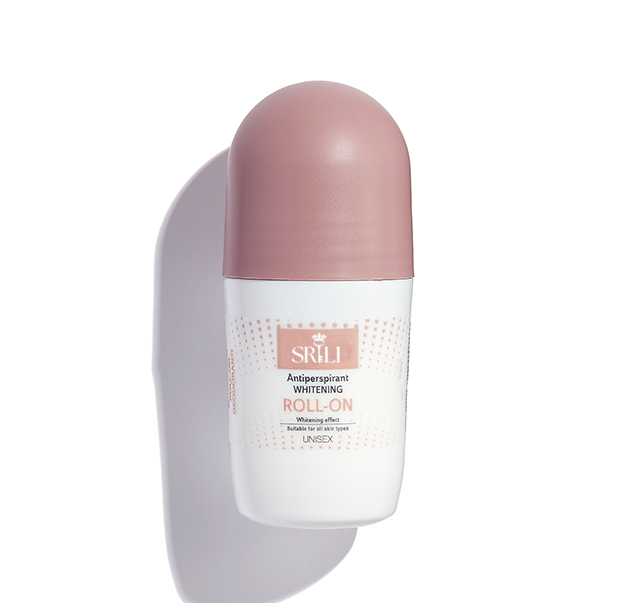 SRILI
Antiperspirant
WHITENING
ROLL-ON
Whitening effect
Suitable for all skin types
UNISEX